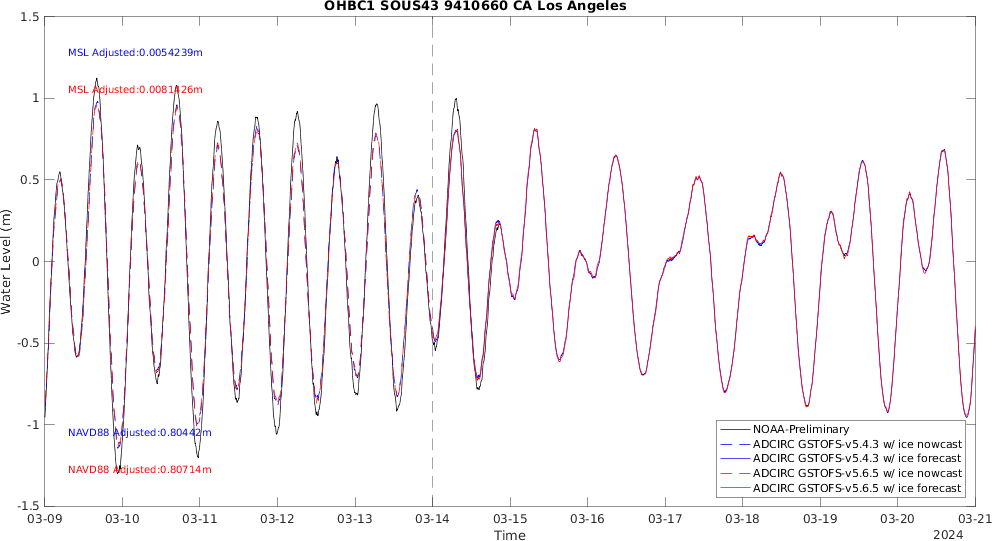 OHBC1 SOUS43 9410660 CA Los Angeles
1.5
MSL Adjusted:0.0054239m
MSL Adjusted:0.0081426m
1
0.5
0
-0.5
-1
-1.5
Water Level (m)
NAVD88 Adjusted:0.80442m
NAVD88 Adjusted:0.80714m
NOAA-Preliminary
ADCIRC GSTOFS-v5.4.3 w/ ice nowcast
ADCIRC GSTOFS-v5.4.3 w/ ice forecast
ADCIRC GSTOFS-v5.6.5 w/ ice nowcast
ADCIRC GSTOFS-v5.6.5 w/ ice forecast
03-09 03-10 03-11 03-12 03-13 03-14 03-15 03-16 03-17 03-18 03-19 03-20 03-21
Time
2024